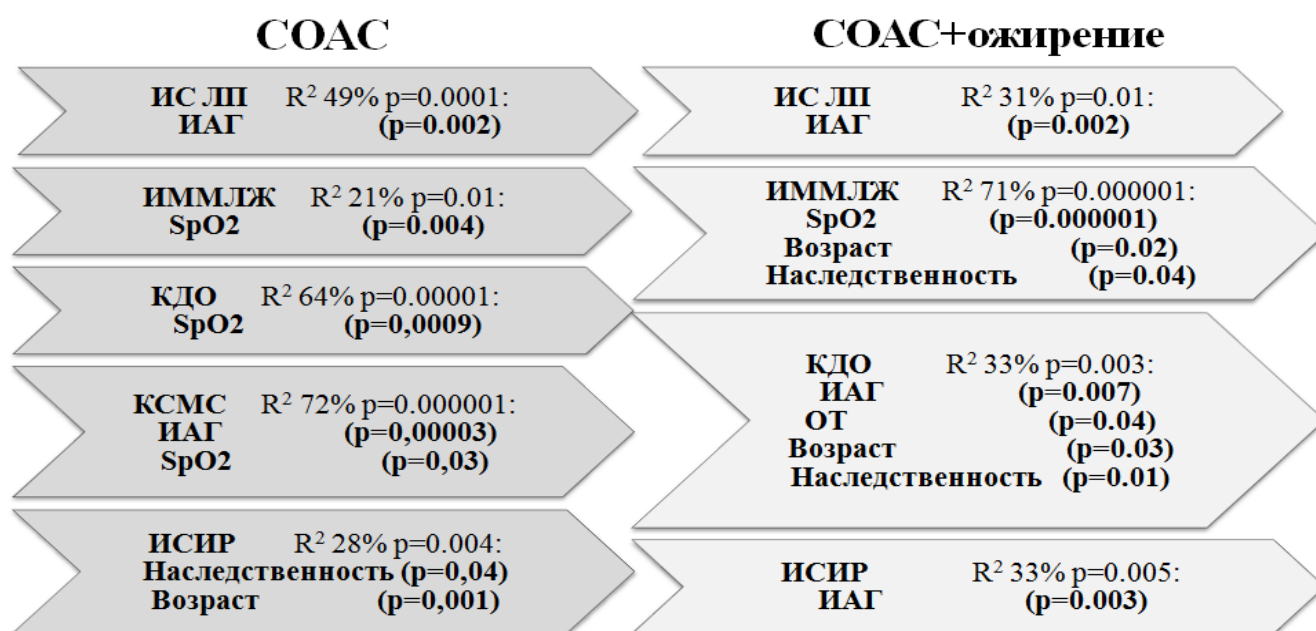 СОАС
ИС ЛП R² 49% p=0.0001:
ИАГ (p=0.002)
ИММЛЖ R² 21% p=0.01:
SpO2 (p=0.004)
КДО R² 64% p=0.00001:
SpO2 (p=0,0009)
КСМС R² 72% p=0.000001:
ИАГ (p=0,00003)
SpO2 (p=0,03)
ИСИР R² 28% p=0.004:
Наследственность (p=0,04)
Возраст (p=0,001)
СОАС+ожирение
ИС ЛП R² 31% p=0.01:
ИАГ (p=0.002)
ИММЛЖ R² 71% p=0.000001:
SpO2 (p=0.000001)
Возраст (p=0.02)
Наследственность (p=0.04)
КДО R² 33% p=0.003:
ИАГ (p=0.007)
ОТ (p=0.04)
Возраст (p=0.03)
Наследственность (p=0.01)
ИСИР R² 33% p=0.005:
ИАГ (p=0.003)